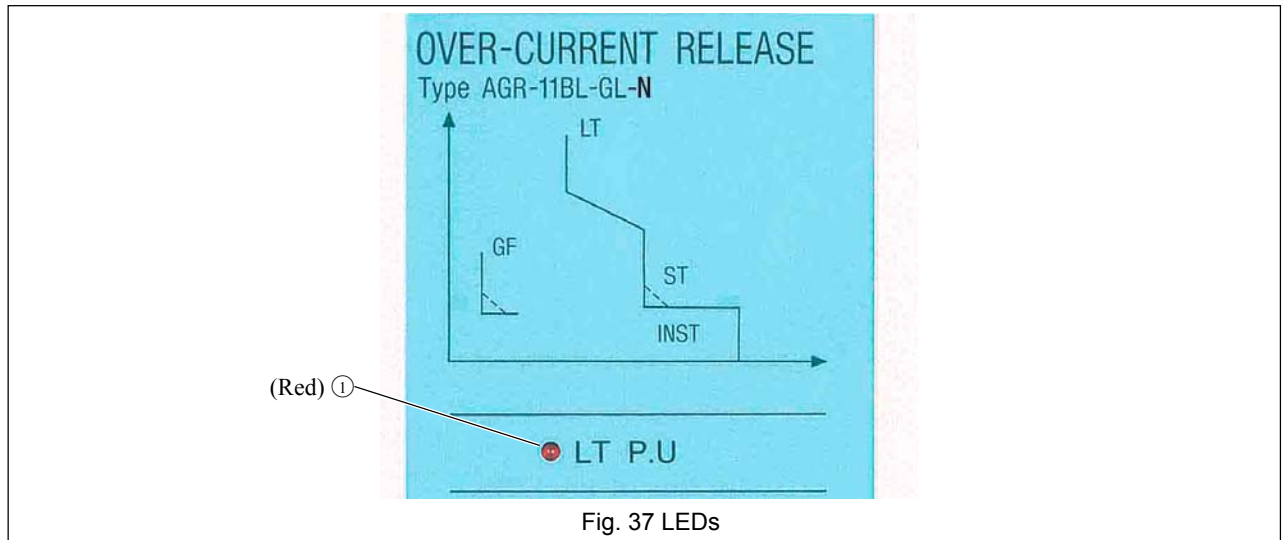 OVER-CURRENT RELEASE
Type AGR-11BL-GL-N
LT
GF
ST
INST
(Red) ①
LT P.U
Fig. 37 LEDs